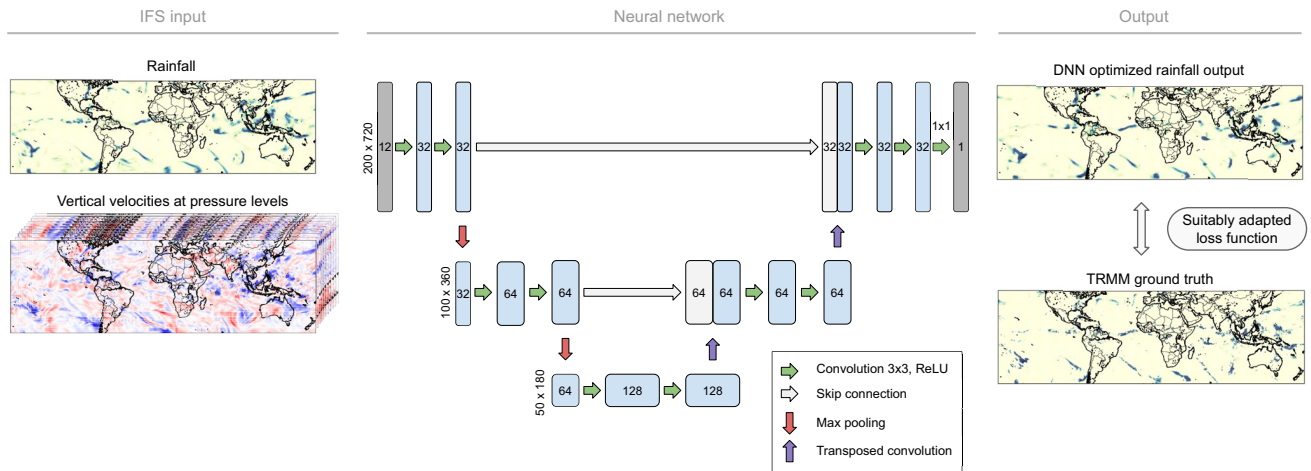 IFS input
Neural network
Output
Rainfall
Vertical velocities at pressure levels
200 x 720
12
32
32
32
32
32
32
1x1
1
100 x 360
32
64
64
64
64
64
64
50 x 180
64
128
128
Convolution 3x3, ReLU
Skip connection
Max pooling
Transposed convolution
DNN optimized rainfall output
Suitably adapted
loss function
TRMM ground truth